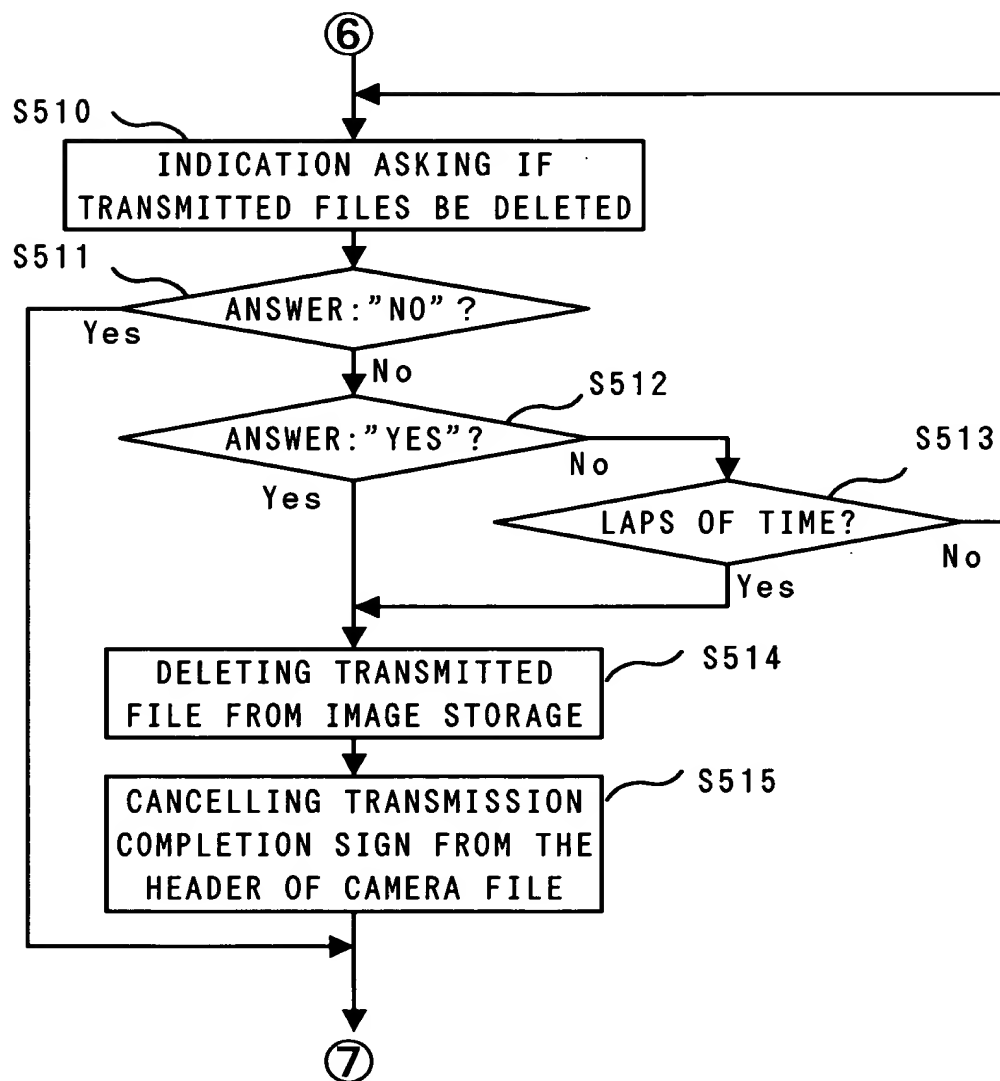 ⑥
S510
INDICATION ASKING IF
TRANSMITTED FILES BE DELETED
S511
ANSWER:"NO"?
Yes
No
S512
ANSWER:"YES"?
No
S513
Yes
LAPS OF TIME?
No
Yes
DELETING TRANSMITTED
FILE FROM IMAGE STORAGE
S514
CANCELLING TRANSMISSION
COMPLETION SIGN FROM THE
HEADER OF CAMERA FILE
S515
⑦